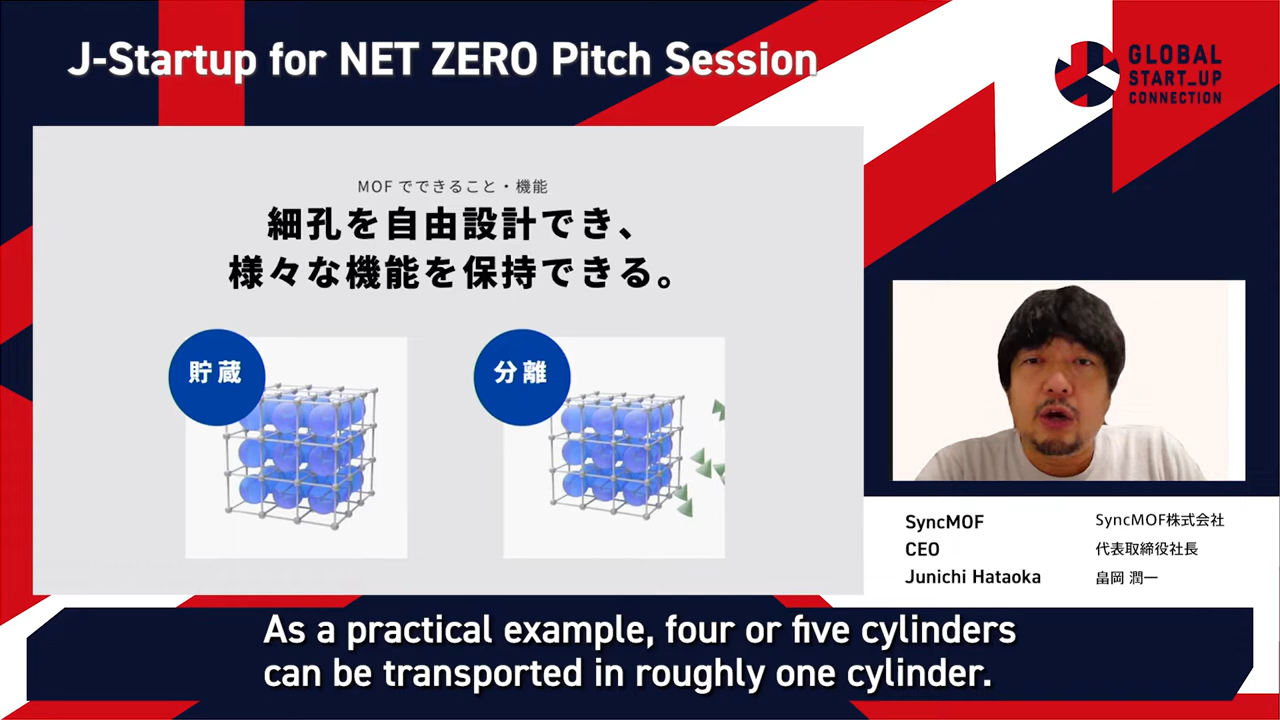 J-Startup for NET ZERO Pitch Session
GLOBAL
START_UP
CONNECTION
MOFでできること・機能
細孔を自由設計でき、
様々な機能を保持できる。
貯蔵
分離
SyncMOF
CEO
Junichi Hataoka
SyncMOF株式会社
代表取締役社長
畠岡 潤一
As a practical example, four or five cylinders
can be transported in roughly one cylinder.